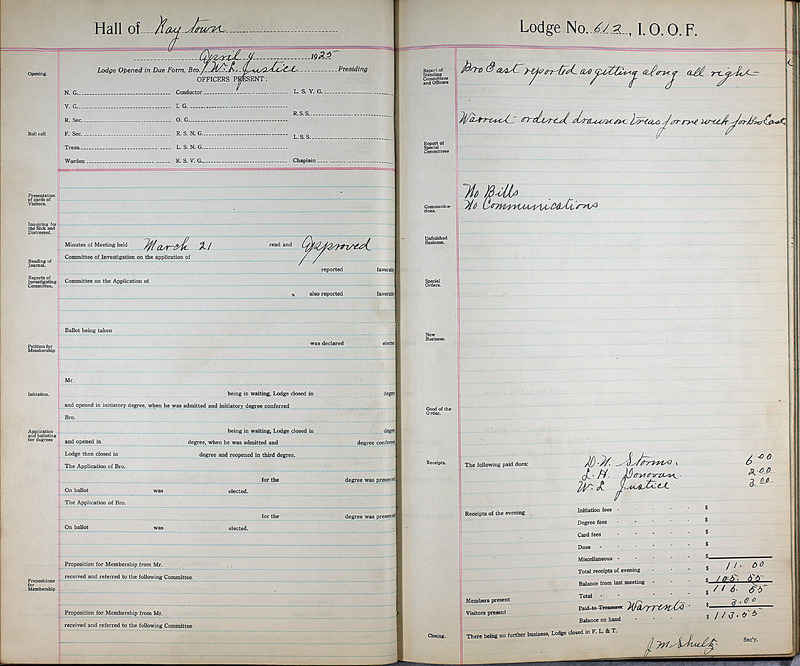 Hall of Ray town
April 4 1925
Opening.
Lodge Opened in Due Form, Bro. W. L. Justice Presiding
OFFICERS PRESENT:
N. G. Conductor L. S. V. G.
V. G. I. G.
R. Sec. O. G. R.S.S.
Roll call
F. Sec. R. S. N. G. L. S. S.
Treas. L. S. N. G.
Warden R. S. V. G. Chaplain
Presentation of cards of Visitors.
Inquiring for the Sick and Distressed.
Minutes of Meeting held March 21 read and Approved
Reading of Journal.
Committee of Investigation on the application of
reported favorably
Reports of Investigating Committee.
Committee on the Application of
also reported favorably
Ballot being taken
Petition for Membership
was declared elected
Mr.
Initiation.
being in waiting, Lodge closed in degree
and opened in initiatory degree, when he was admitted and initiatory degree conferred
Bro.
Application and balloting for degrees
being in waiting, Lodge closed in degree
and opened in degree, when he was admitted and degree conferred
Lodge then closed in degree and reopened in third degree.
The Application of Bro.
for the degree was presented
On ballot was elected.
The Application of Bro.
for the degree was presented
On ballot was elected.
Proposition for Membership from Mr.
received and referred to the following Committee
Propositions for Membership
Proposition for Membership from Mr.
received and referred to the following Committee
Lodge No. 612, I. O. O. F.
Report of Standing Committees and Officers
Bro East reported as getting along all right
Warrent ordered drawn on Treas for one week for Bro East
Report of Special Committees
No Bills
Communications.
No Communications
Unfinished Business.
Special Orders.
New Business.
Good of the Order.
Receipts.
The following paid dues: D. N. Storms. 6 00
L. H. Donovan 2.00
W. L Justice 3 00
Receipts of the evening Initiation fees $
Degree fees $
Card fees $
Dues $
Miscellaneous $
Total receipts of evening $ 11. 00
Balance from last meeting $ 105. 55
Members present Total $ 116. 55
Visitors present Paid to Treasurer Warrents $ 3.00
Balance on hand $ 113.55
Closing. There being no further business, Lodge closed in F. L. & T.
J. M. Shultz Sec'y.